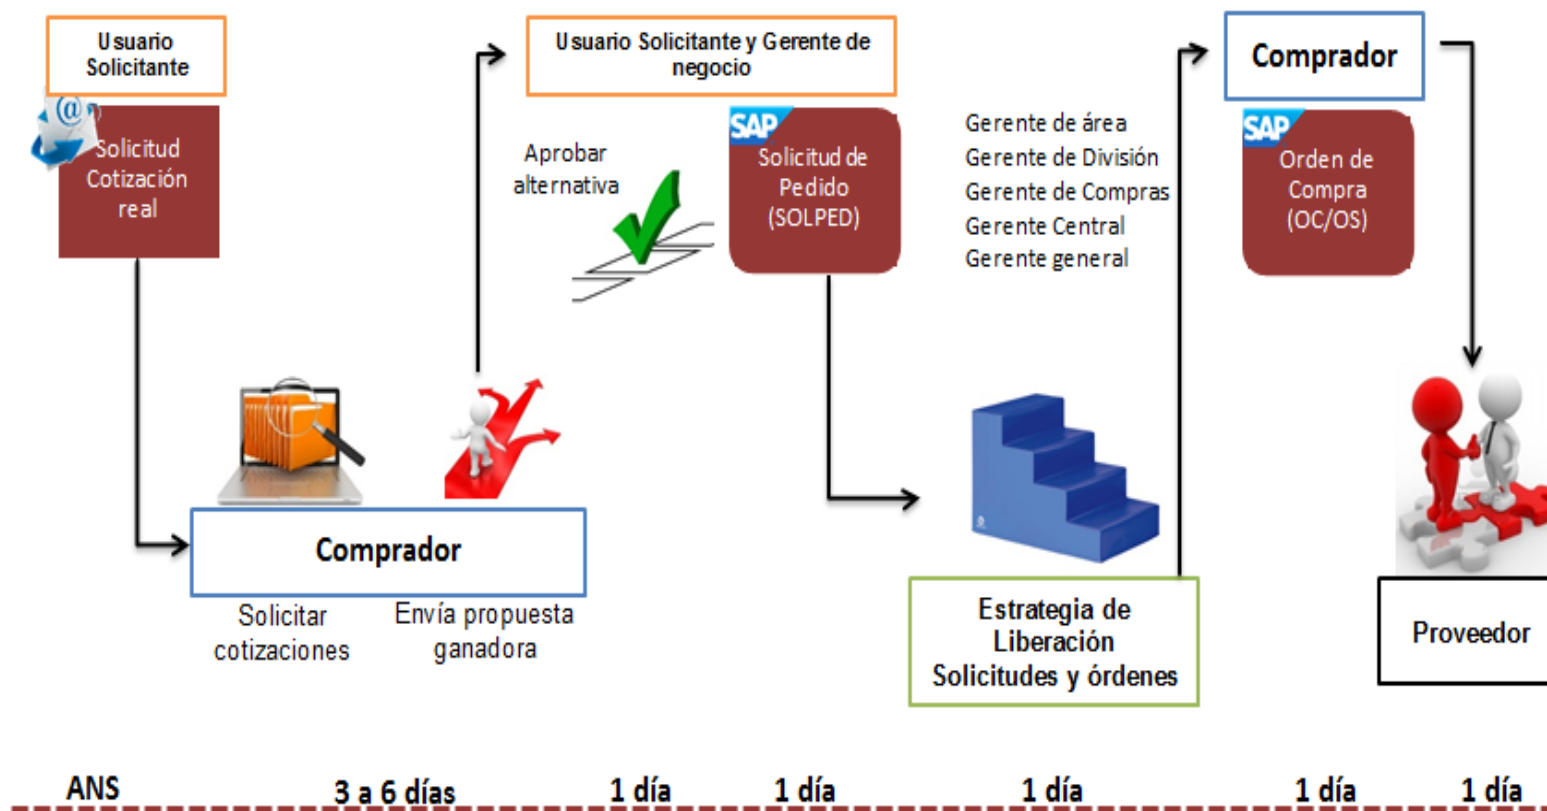 Usuario
Solicitante
@
Solicitud
Cotización
real
Comprador
Solicitar
cotizaciones
Envía propuesta
ganadora
Usuario Solicitante y Gerente de
negocio
Aprobar
alternativa
SAP
Solicitud de
Pedido
(SOLPED)
Gerente de área
Gerente de División
Gerente de Compras
Gerente Central
Gerente general
Estrategia de
Liberación
Solicitudes y órdenes
Comprador
SAP
Orden de
Compra
(OC/OS)
Proveedor
ANS
3 a 6 días
1 día
1 día
1 día
1 día
1 día